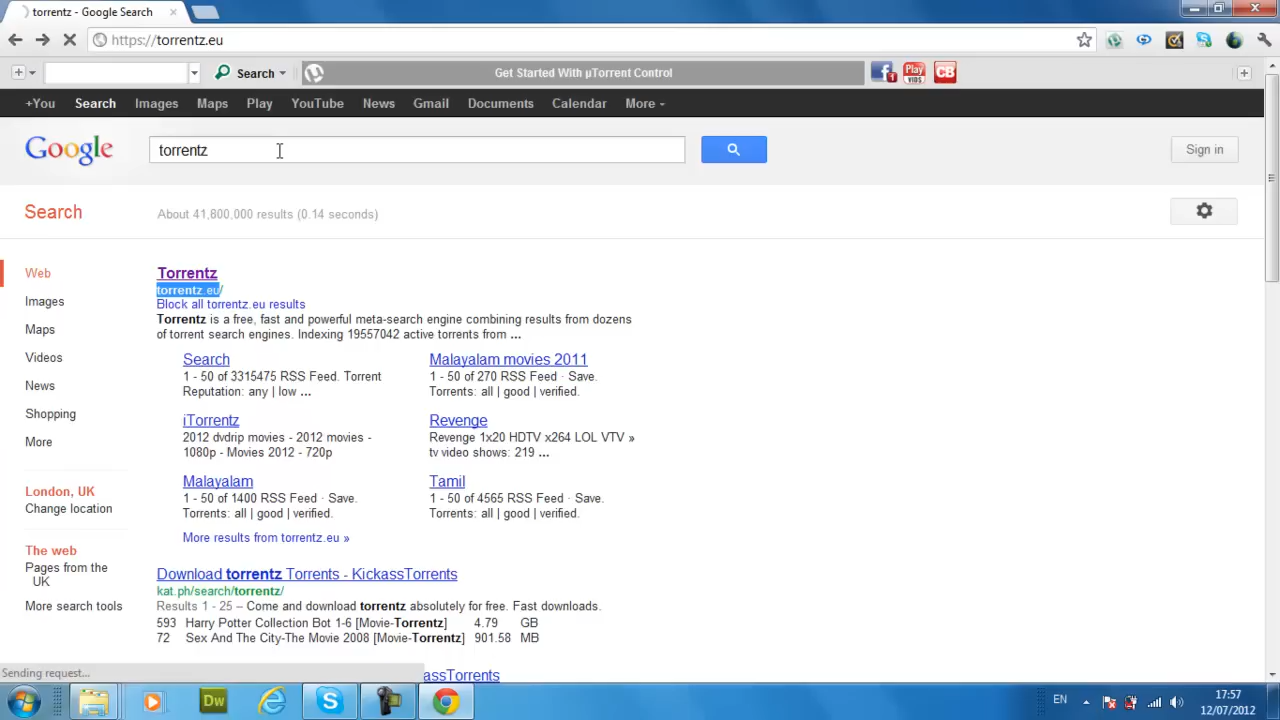 torrentz - Google Search
https://torrentz.eu
Search
Get Started With µTorrent Control
1
Play VIDS
CB
+You Search Images Maps Play YouTube News Gmail Documents Calendar More
Google
torrentz
Sign in
Search
About 41,800,000 results (0.14 seconds)
Web
Images
Maps
Videos
News
Shopping
More
London, UK
Change location
The web
Pages from the
UK
More search tools
Torrentz
torrentz.eu/
Block all torrentz.eu results
Torrentz is a free, fast and powerful meta-search engine combining results from dozens
of torrent search engines. Indexing 19557042 active torrents from ...
Search
1 - 50 of 3315475 RSS Feed. Torrent
Reputation: any | low ...
Malayalam movies 2011
1 - 50 of 270 RSS Feed · Save.
Torrents: all | good | verified.
iTorrentz
2012 dvdrip movies - 2012 movies -
1080p - Movies 2012 - 720p
Revenge
Revenge 1x20 HDTV x264 LOL VTV »
tv video shows: 219 ...
Malayalam
1 - 50 of 1400 RSS Feed · Save.
Torrents: all | good | verified.
Tamil
1 - 50 of 4565 RSS Feed · Save.
Torrents: all | good | verified.
More results from torrentz.eu »
Download torrentz Torrents - KickassTorrents
kat.ph/search/torrentz/
Results 1 - 25 – Come and download torrentz absolutely for free. Fast downloads.
593 Harry Potter Collection Bot 1-6 [Movie-Torrentz] 4.79 GB
72 Sex And The City-The Movie 2008 [Movie-Torrentz] 901.58 MB
Sending request...
kassTorrents
Dw
EN
17:57
12/07/2012